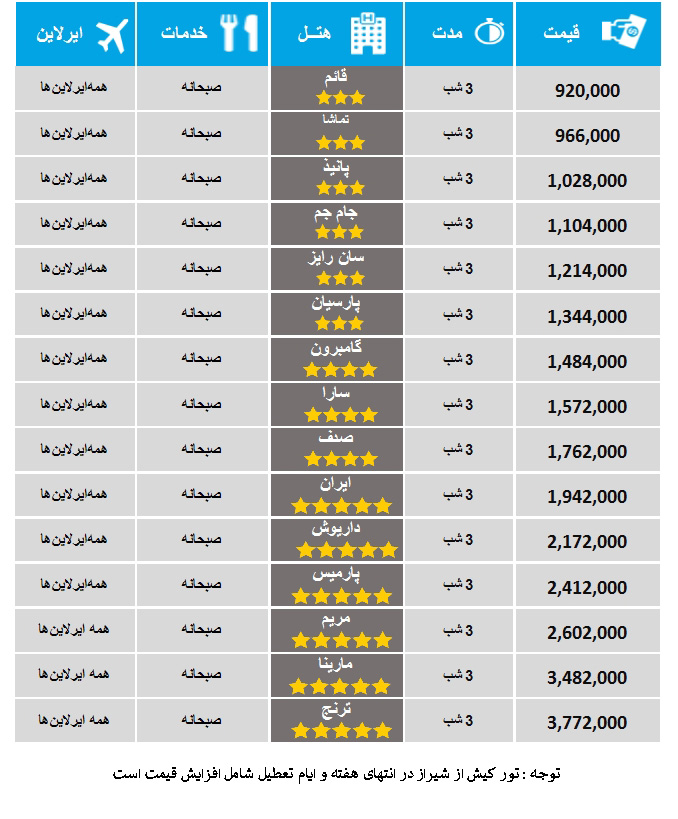 قیمت مدت هتــل خدمات ایرلاین
920,000 3 شب قائم صبحانه همه‌ایرلاین‌ها
966,000 3 شب تماشا صبحانه همه‌ایرلاین‌ها
1,028,000 3 شب پانیذ صبحانه همه‌ایرلاین‌ها
1,104,000 3 شب جام جم صبحانه همه‌ایرلاین‌ها
1,214,000 3 شب سان رایز صبحانه همه‌ایرلاین‌ها
1,344,000 3 شب پارسیان صبحانه همه‌ایرلاین‌ها
1,484,000 3 شب گامبرون صبحانه همه‌ایرلاین‌ها
1,572,000 3 شب سارا صبحانه همه‌ایرلاین‌ها
1,762,000 3 شب صدف صبحانه همه‌ایرلاین‌ها
1,942,000 3 شب ایران صبحانه همه‌ایرلاین‌ها
2,172,000 3 شب داریوش صبحانه همه‌ایرلاین‌ها
2,412,000 3 شب پارمیس صبحانه همه‌ایرلاین‌ها
2,602,000 3 شب مریم صبحانه همه ایرلاین‌ها
3,482,000 3 شب مارینا صبحانه همه ایرلاین‌ها
3,772,000 3 شب ترنج صبحانه همه ایرلاین‌ها
توجه : تور کیش از شیراز در انتهای هفته و ایام تعطیل شامل افزایش قیمت است